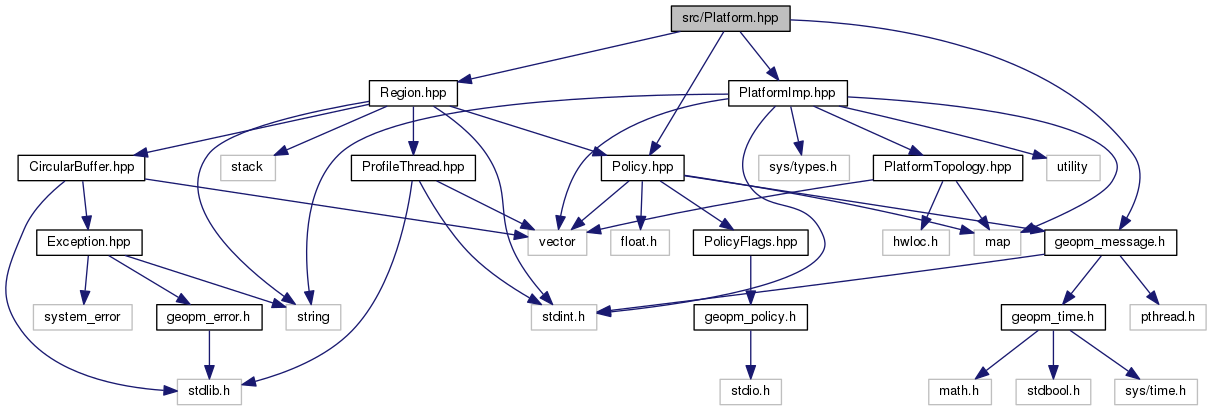 src/Platform.hpp
Region.hpp
PlatformImp.hpp
CircularBuffer.hpp
stack
ProfileThread.hpp
Policy.hpp
sys/types.h
PlatformTopology.hpp
utility
Exception.hpp
vector
float.h
PolicyFlags.hpp
hwloc.h
map
geopm_message.h
system_error
geopm_error.h
string
stdint.h
geopm_policy.h
geopm_time.h
pthread.h
stdlib.h
stdio.h
math.h
stdbool.h
sys/time.h